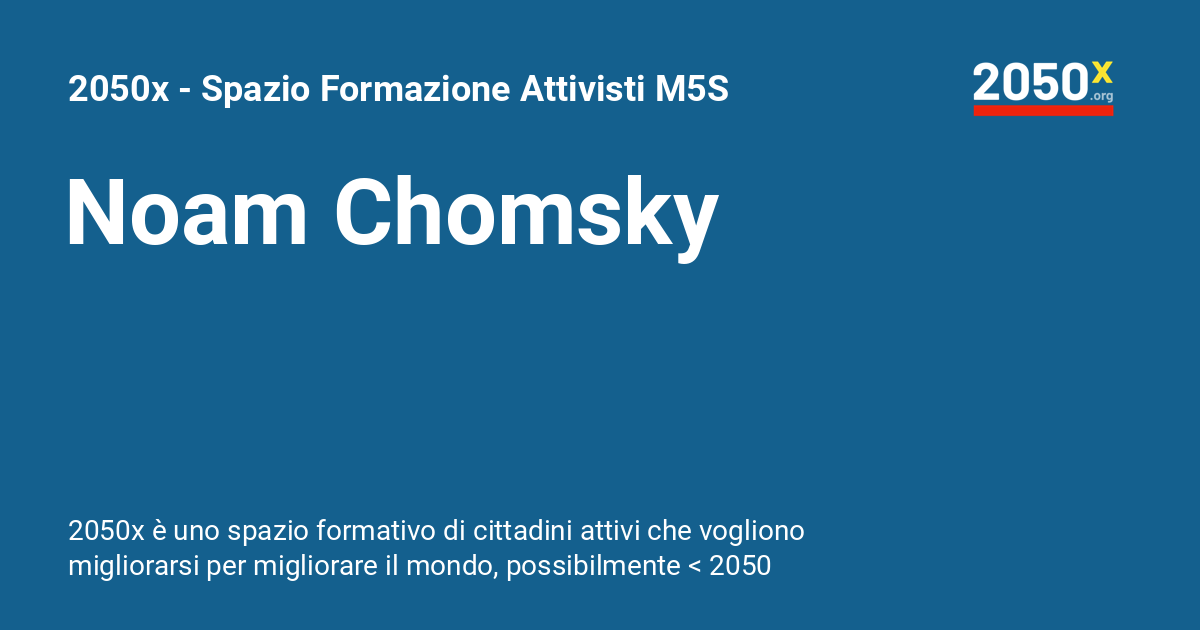 2050x - Spazio Formazione Attivisti M5S
2050x
.org
Noam Chomsky
2050x è uno spazio formativo di cittadini attivi che vogliono
migliorarsi per migliorare il mondo, possibilmente < 2050